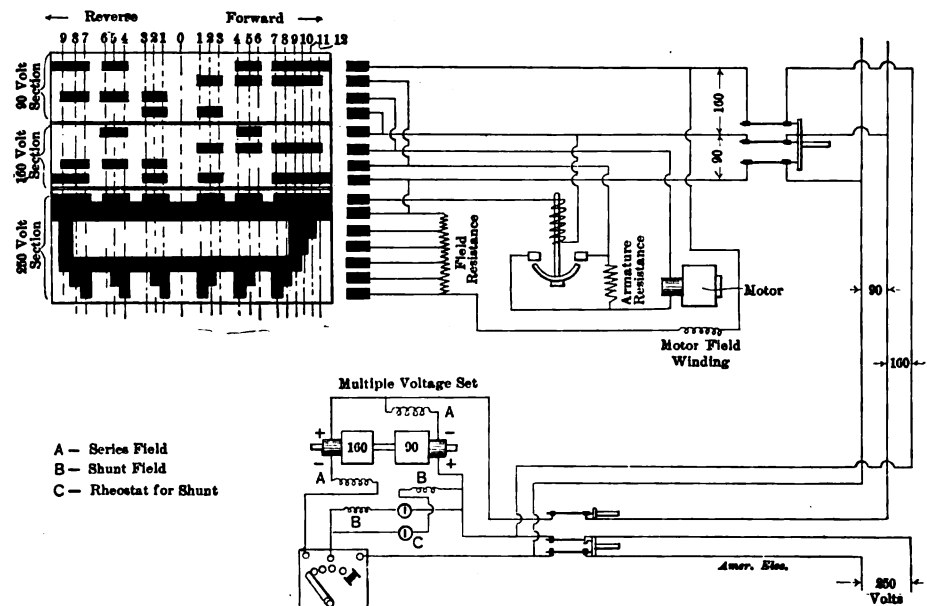 Reverse Forward
9 8 7 6 5 4 3 2 1 0 1 2 3 4 5 6 7 8 9 10 11 12
90 Volt
Section
160 Volt
Section
250 Volt
Section
160
90
Field
Resistance
Armature
Resistance
Motor
Motor Field
Winding
90
160
Multiple Voltage Set
A
+ −
160 90
− +
A
B
B
C
A – Series Field
B – Shunt Field
C – Rheostat for Shunt
Amer. Elec.
250
Volts